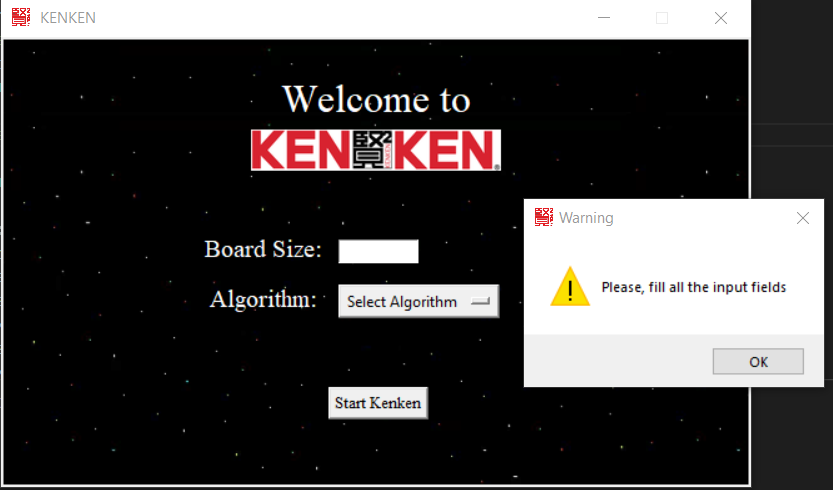 KENKEN
Welcome to
KEN賢KEN®
Board Size:
Algorithm:
Select Algorithm
Start Kenken
Warning
Please, fill all the input fields
OK